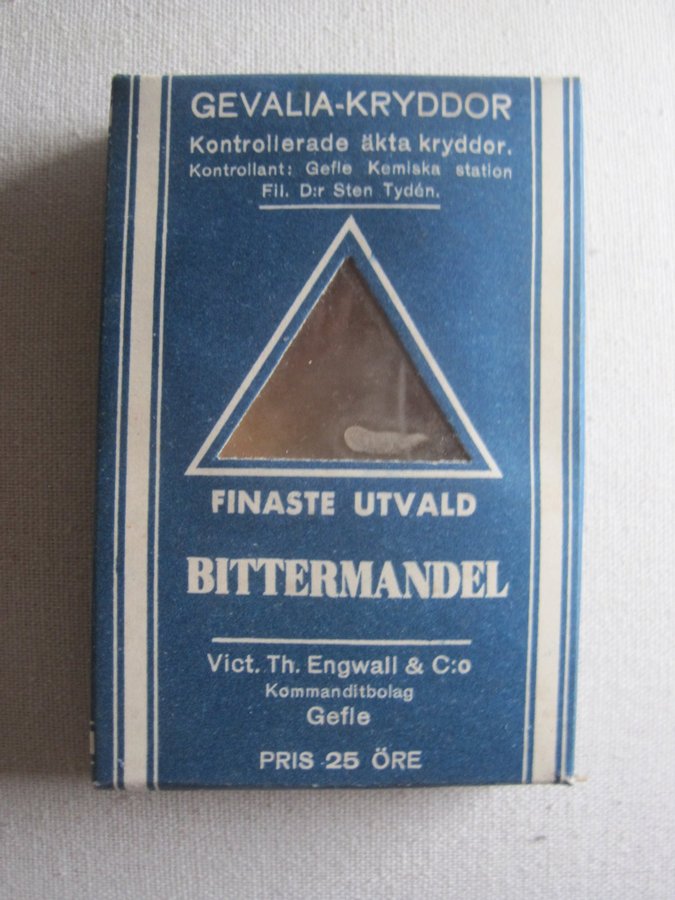 GEVALIA-KRYDDOR
Kontrollerade äkta kryddor.
Kontrollant: Gefle Kemiska station
Fil. D:r Sten Tydén.
FINASTE UTVALD
BITTERMANDEL
Vict. Th. Engwall & C:o
Kommanditbolag
Gefle
PRIS 25 ÖRE